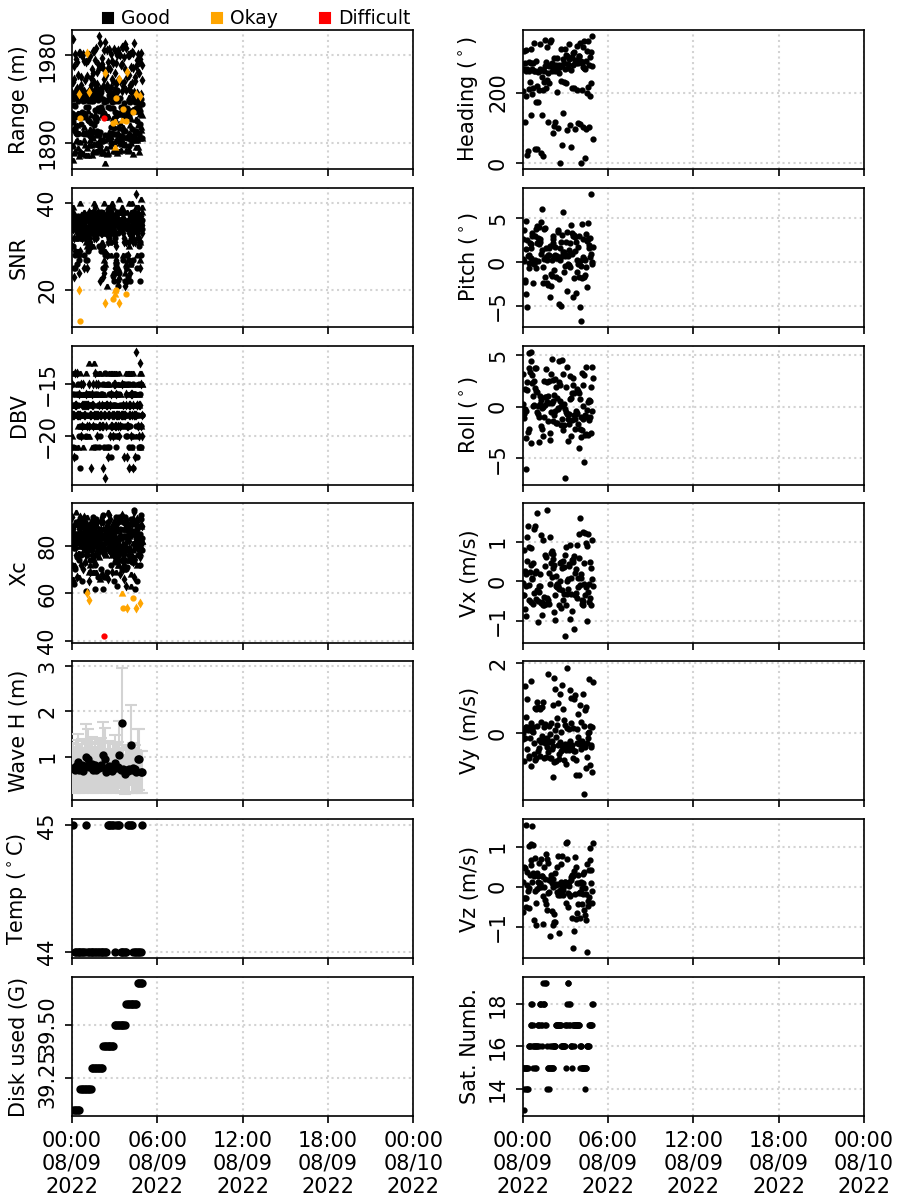 Good Okay Difficult
Range (m)
1980
1890
Heading (°)
200
0
SNR
40
20
Pitch (°)
5
0
−5
DBV
−15
−20
Roll (°)
5
0
−5
Xc
80
60
40
Vx (m/s)
1
0
−1
Wave H (m)
3
2
1
Vy (m/s)
2
0
Temp (°C)
45
44
Vz (m/s)
1
0
−1
Disk used (G)
39.50
39.25
Sat. Numb.
18
16
14
00:00 06:00 12:00 18:00 00:00
08/09 08/09 08/09 08/09 08/10
2022 2022 2022 2022 2022
00:00 06:00 12:00 18:00 00:00
08/09 08/09 08/09 08/09 08/10
2022 2022 2022 2022 2022